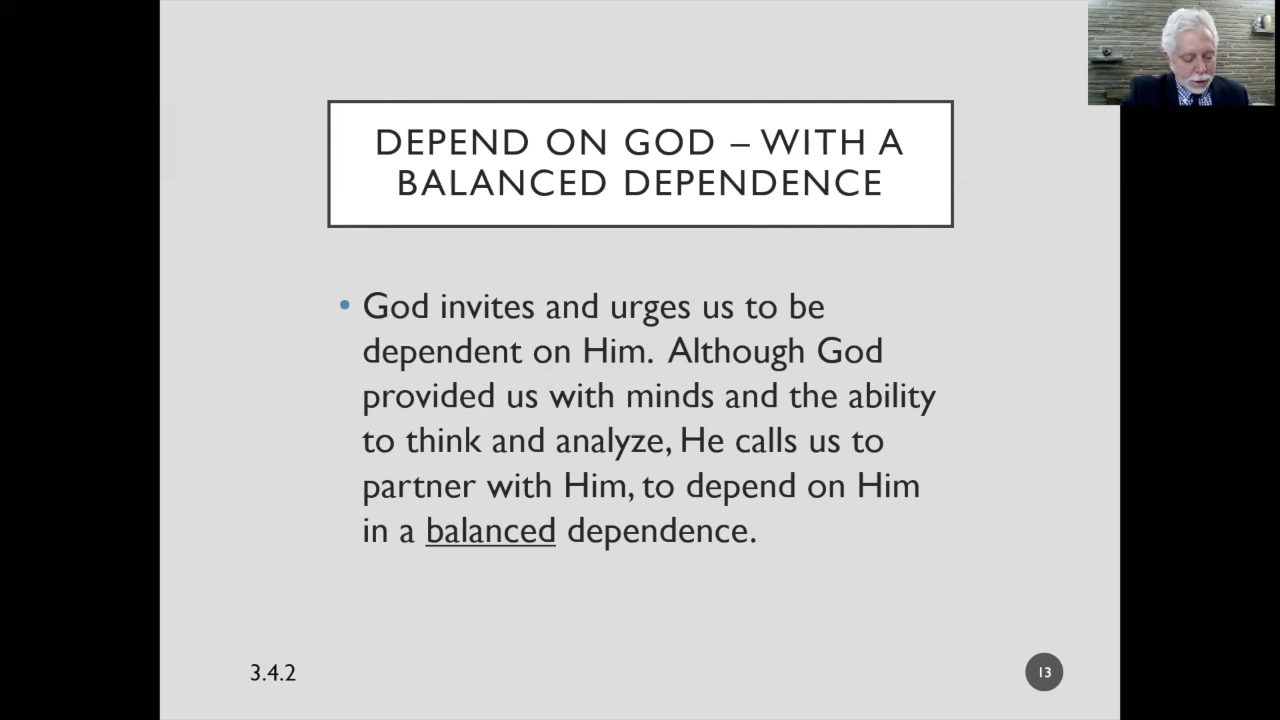 DEPEND ON GOD – WITH A
BALANCED DEPENDENCE
• God invites and urges us to be
dependent on Him.  Although God
provided us with minds and the ability
to think and analyze, He calls us to
partner with Him, to depend on Him
in a balanced dependence.
3.4.2
13